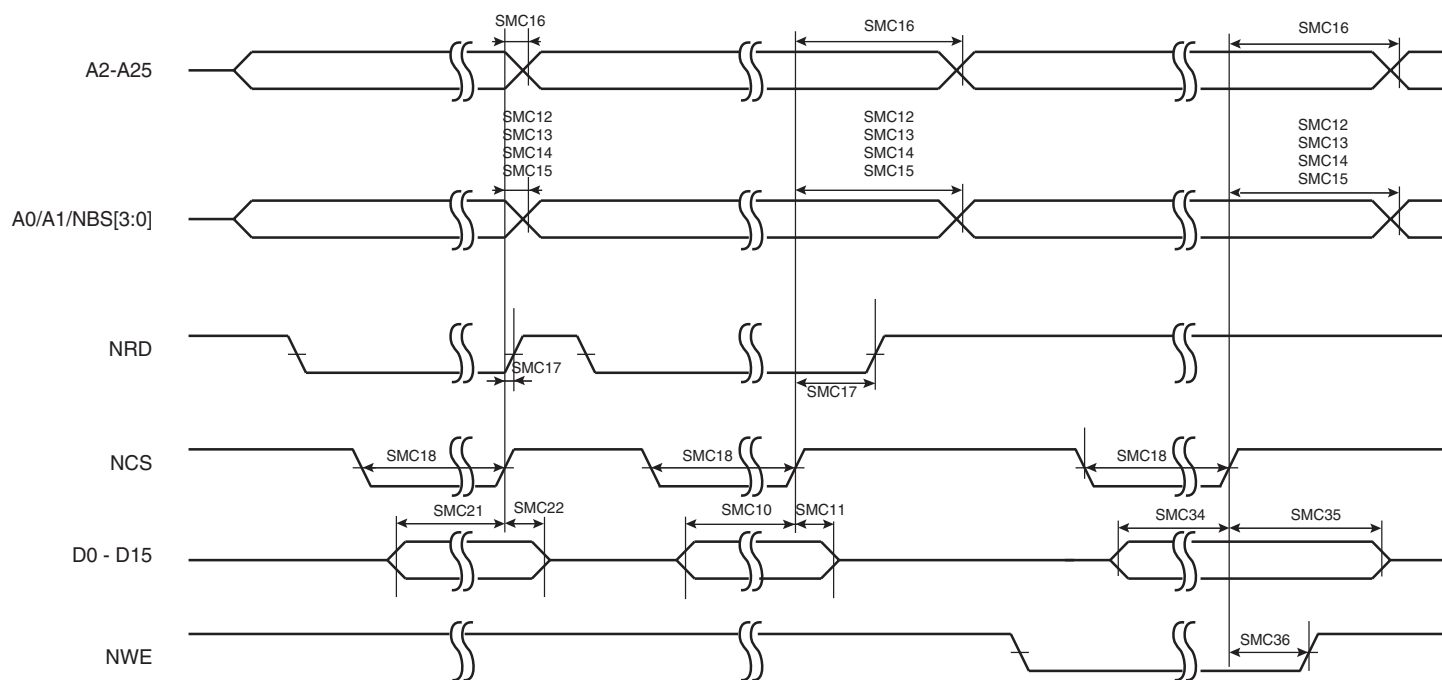 SMC16
SMC16
SMC16
A2-A25
SMC12
SMC13
SMC14
SMC15
SMC12
SMC13
SMC14
SMC15
SMC12
SMC13
SMC14
SMC15
A0/A1/NBS[3:0]
NRD
SMC17
SMC17
NCS
SMC18
SMC18
SMC18
SMC21
SMC22
SMC10
SMC11
SMC34
SMC35
D0 - D15
NWE
SMC36